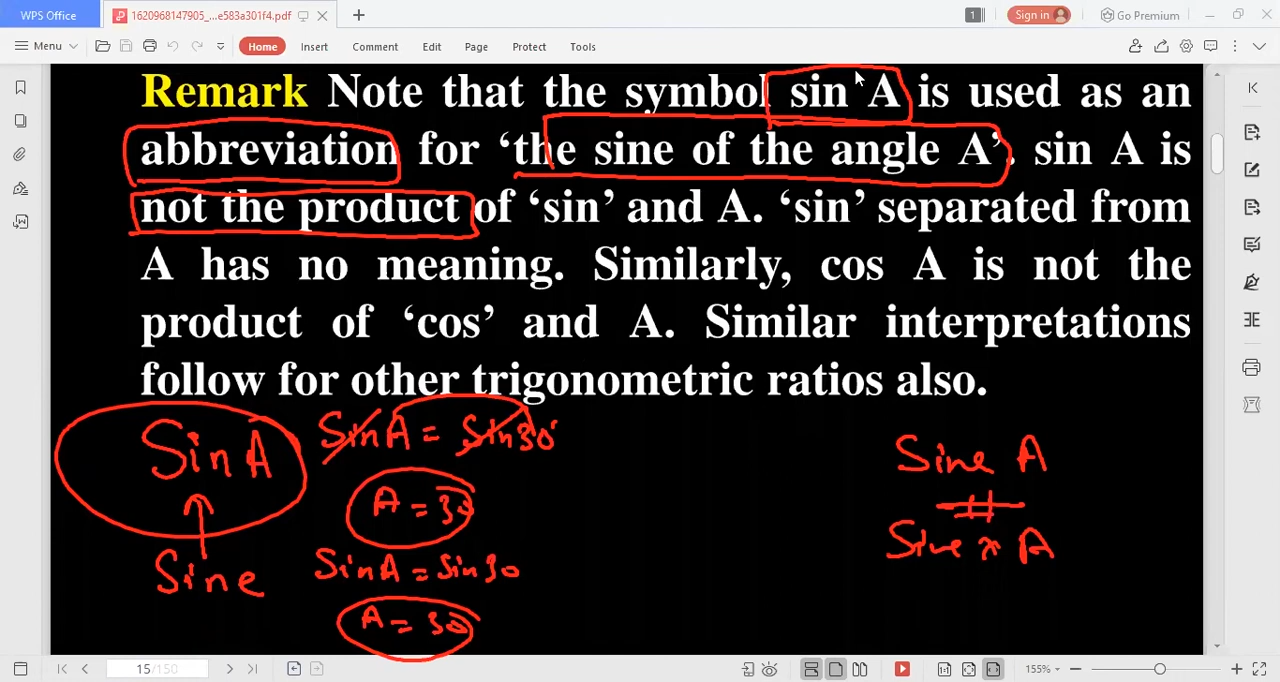 WPS Office
1620968147905_...e583a301f4.pdf
1
Sign in
Go Premium
Menu
Home
Insert
Comment
Edit
Page
Protect
Tools
Remark Note that the symbol sin A is used as an
abbreviation for ‘the sine of the angle A’. sin A is
not the product of ‘sin’ and A. ‘sin’ separated from
A has no meaning. Similarly, cos A is not the
product of ‘cos’ and A. Similar interpretations
follow for other trigonometric ratios also.
Sin A
Sine
Sin A = Sin 30°
A = 30
Sin A = Sin 30
A = 30
Sine A
≠
Sine × A
15/150
155%